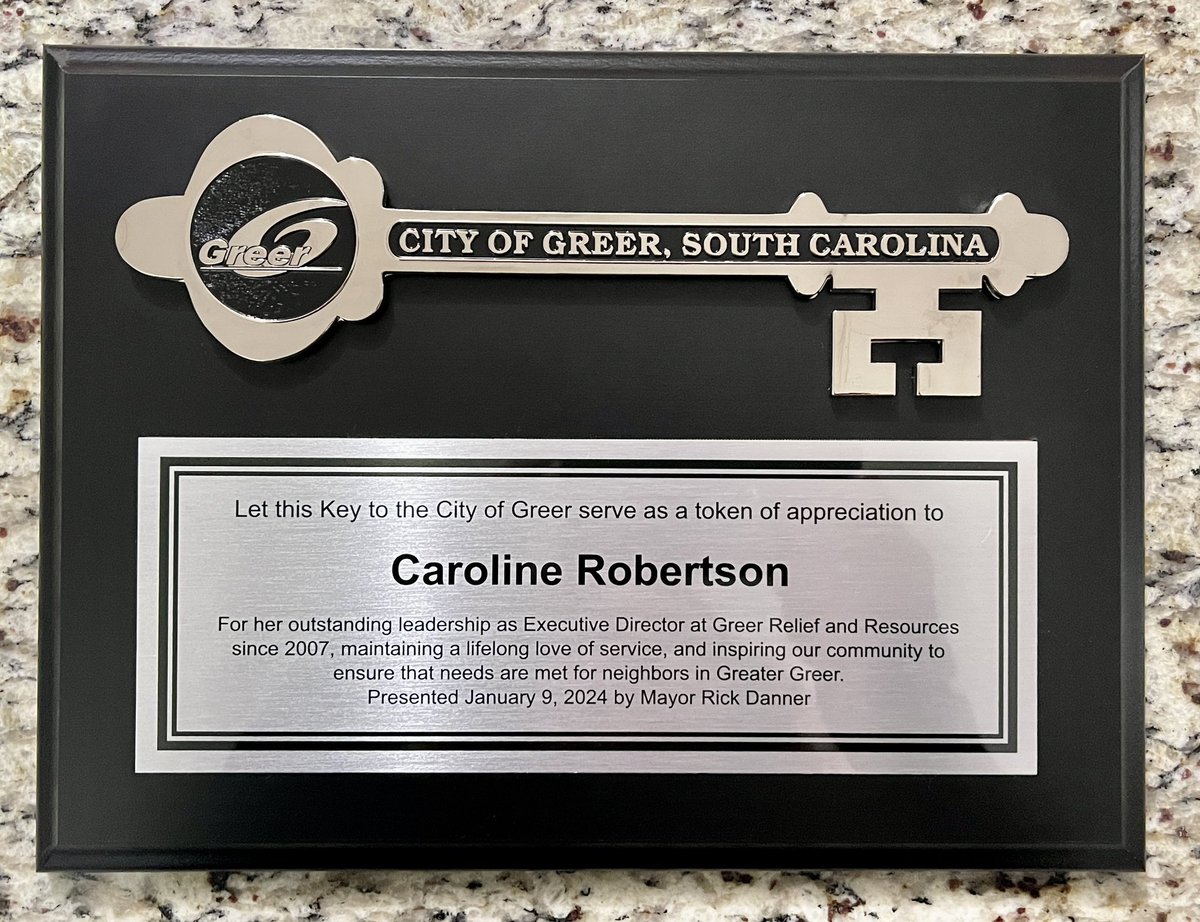 Greer
CITY OF GREER, SOUTH CAROLINA
Let this Key to the City of Greer serve as a token of appreciation to
Caroline Robertson
For her outstanding leadership as Executive Director at Greer Relief and Resources
since 2007, maintaining a lifelong love of service, and inspiring our community to
ensure that needs are met for neighbors in Greater Greer.
Presented January 9, 2024 by Mayor Rick Danner